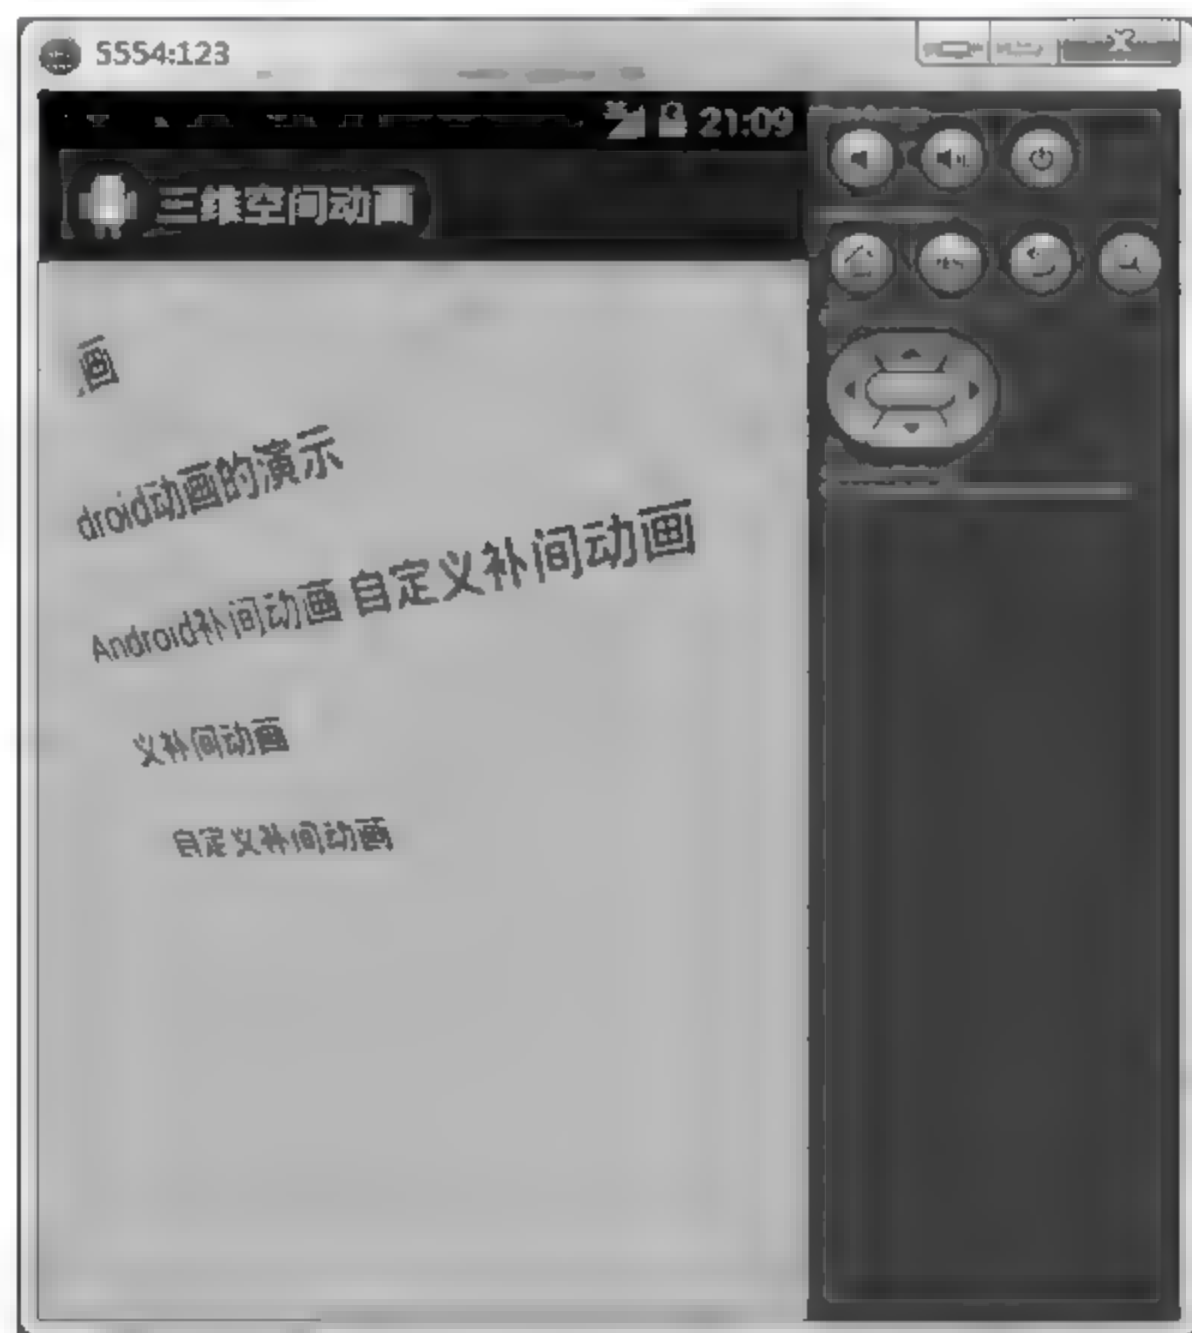 5554:123
21:09
三维空间动画
画
droid动画的演示
Android补间动画 自定义补间动画
义补间动画
自定义补间动画